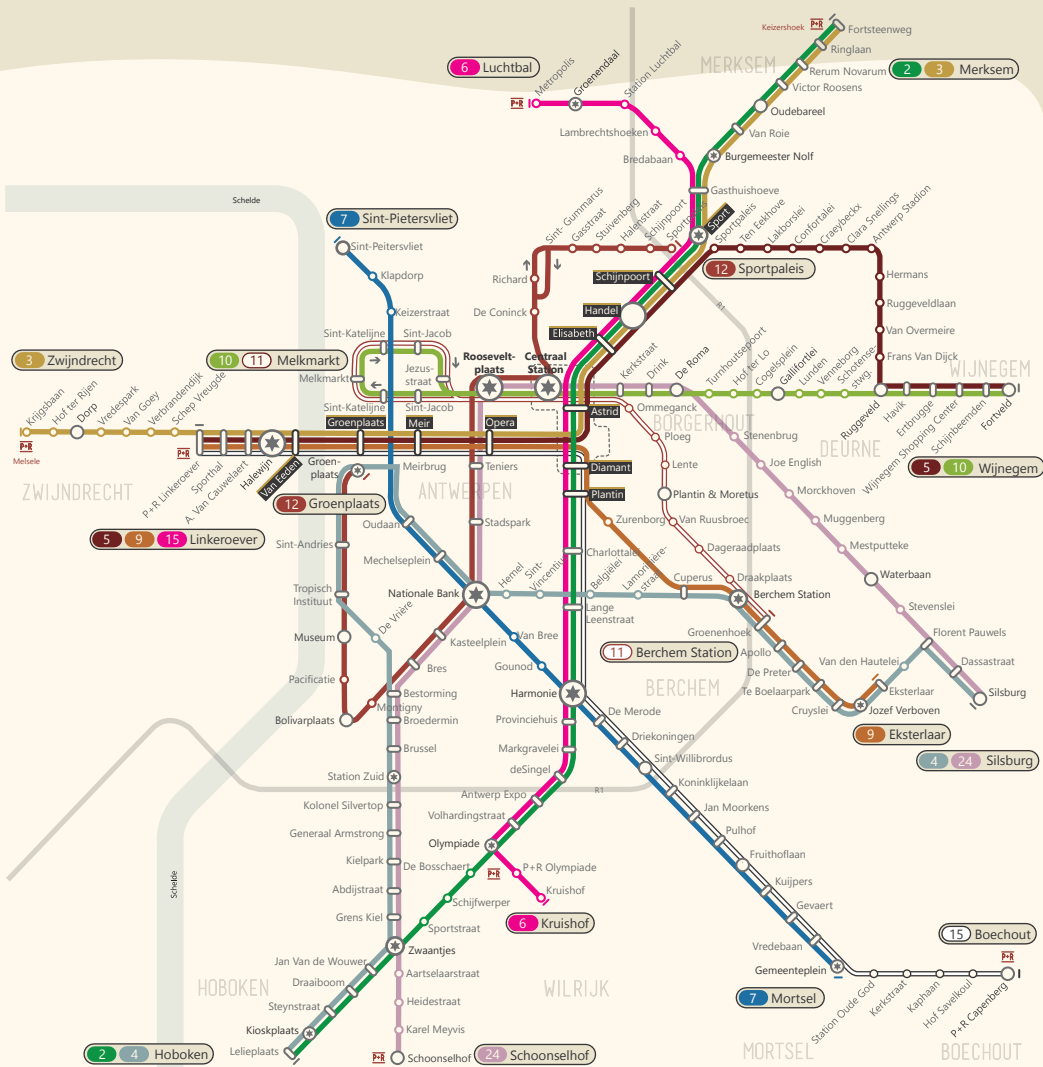 Keizershoek P+R
Fortsteenweg
Ringlaan
MERKSEM
Rerum Novarum
2 3 Merksem
Victor Roosens
Oudebareel
Van Roie
Burgemeester Nolf
Gasthuishoeve
6 Luchtbal
P+R
Metropolis
Groenendaal
Station Luchtbal
Lambrechtshoeken
Bredabaan
Schelde
7 Sint-Pietersvliet
Sint-Peitersvliet
Klapdorp
Keizerstraat
Sint-Gummarus
Gasstraat
Stuivenberg
Halenstraat
Schijnpoort
Sport
Sportpaleis
Ten Eekhove
Lakborslei
Confortalei
Craeybeckx
Clara Snellings
Antwerp Stadion
12 Sportpaleis
Richard
De Coninck
Schijnpoort
Handel
Elisabeth
R1
Hermans
Ruggeveldlaan
Van Overmeire
Frans Van Dijck
WIJNEGEM
3 Zwijndrecht
10 11 Melkmarkt
Sint-Katelijne
Sint-Jacob
Melkmarkt
Jezus-
straat
Sint-Katelijne
Sint-Jacob
Roosevelt-
plaats
Centraal
Station
Kerkstraat
Drink
De Roma
Turnhoutsepoort
Hof ter Lo
Cogelsplein
Gallifortlei
Lunden
Venneborg
Schotense-
stwg.
Ruggeveld
Havik
Ertbrugge
Wijnegem Shopping Center
Schijnbeemden
Fortveld
5 10 Wijnegem
Krijgsbaan
Hof ter Rijen
Dorp
Vredespark
Van Goey
Verbrandendijk
Schep Vreugde
P+R
Melsele
P+R
P+R Linkeroever
Sporthal
A. Van Cauwelaert
Halewijn
Van Eeden
Groenplaats
Meir
Opera
Astrid
Diamant
Plantin
ZWIJNDRECHT
5 9 15 Linkeroever
Groen-
plaats
Meirbrug
12 Groenplaats
ANTWERPEN
Teniers
Stadspark
Oudaan
Mechelseplein
Nationale Bank
Sint-Andries
Tropisch
Instituut
De Vrière
Museum
Pacificatie
Bolivarplaats
Montigny
Bres
Kasteelplein
Ommeganck
BORGERHOUT
Ploeg
Lente
Plantin & Moretus
Van Ruusbroec
Dageraadplaats
Draakplaats
Berchem Station
Stenenbrug
DEURNE
Joe English
Morckhoven
Muggenberg
Mestputteke
Waterbaan
Stevenslei
Florent Pauwels
Dassastraat
Silsburg
Zurenborg
Cuperus
Hemel
Sint-
Vincentius
Charlottalei
Belgiëlei
Lamorinière-
straat
Lange
Leenstraat
Van Bree
Gounod
Harmonie
11 Berchem Station
Groenenhoek
Apollo
De Preter
Te Boelaarpark
Cruyslei
Jozef Verboven
Eksterlaar
Van den Hautelei
9 Eksterlaar
4 24 Silsburg
BERCHEM
Provinciehuis
Markgravelei
deSingel
Antwerp Expo
Volhardingstraat
Olympiade
P+R
P+R Olympiade
Kruishof
6 Kruishof
De Merode
Driekoningen
Sint-Willibrordus
Koninklijkelaan
R1
Jan Moorkens
Pulhof
Fruithoflaan
Kuijpers
Gevaert
Vredebaan
Gemeenteplein
7 Mortsel
15 Boechout
P+R
Station Oude God
Kerkstraat
Kaphaan
Hof Savelkoul
P+R Capenberg
MORTSEL
BOECHOUT
Bestorming
Broedermin
Brussel
Station Zuid
Kolonel Silvertop
Generaal Armstrong
Kielpark
Abdijstraat
Grens Kiel
De Bosschaert
Schijfwerper
Sportstraat
Zwaantjes
Schelde
Jan Van de Wouwer
Draaiboom
Steynstraat
Kioskplaats
Lelieplaats
HOBOKEN
WILRIJK
Aartselaarstraat
Heidestraat
Karel Meyvis
P+R Schoonselhof
2 4 Hoboken
24 Schoonselhof